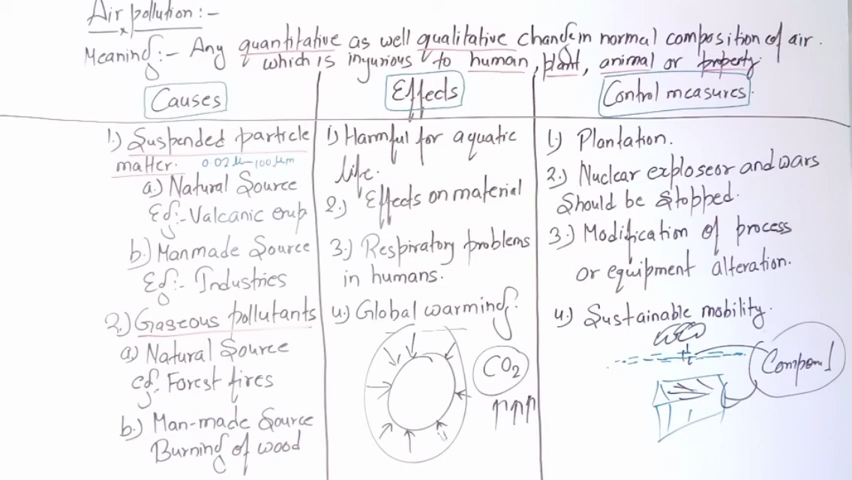 Air pollution :-
Meaning :- Any quantitative as well qualitative change in normal composition of air.
which is ingurious to human, plant, animal or property
Causes
1.) Suspended particle
matter. 0.02µ-100µm
a) Natural Source
Eg:- Valcanic erup
b.) Manmade Source
Eg:- Industries
2.) Gaseous pollutants
a) Natural Source
eg:- Forest fires
b.) Man-made Source
Burning of wood
Effects
1) Harmful for aquatic
life.
2.) Effects on material
3.) Respiratory problems
in humans.
4.) Global warming.
CO2
Control measures
1.) Plantation.
2.) Nuclear exploseor and wars
Should be stopped.
3.) Modification of process
or equipment alteration.
4.) Sustainable mobility.